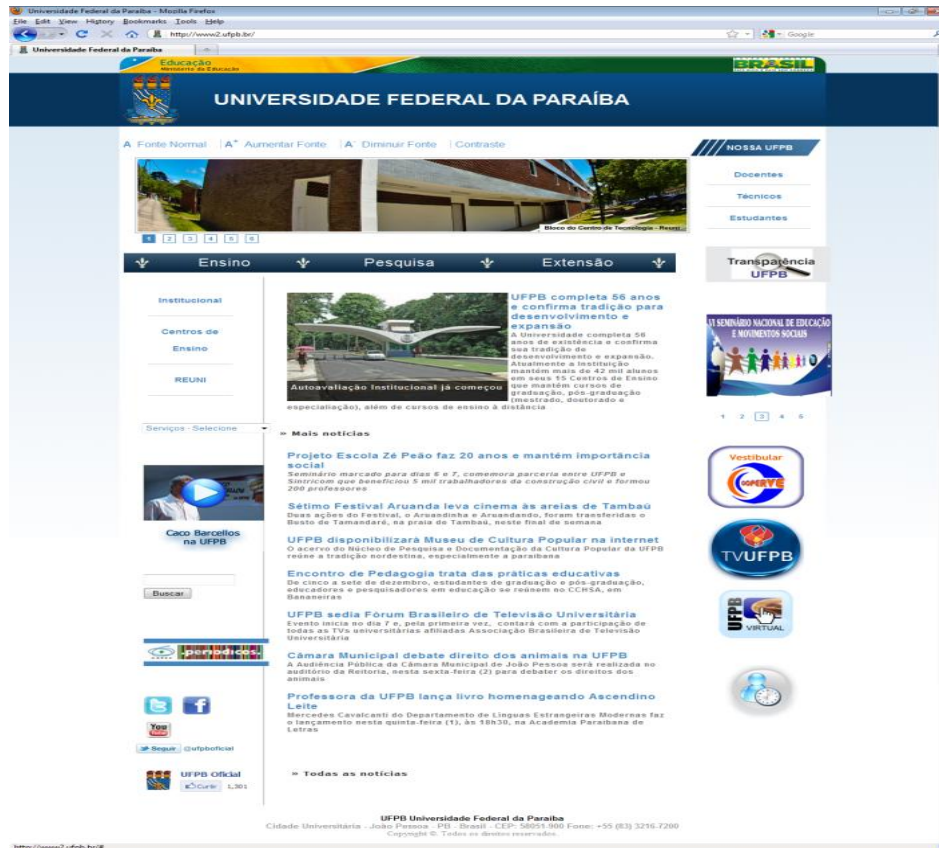 Universidade Federal da Paraíba - Mozilla Firefox
File Edit View History Bookmarks Tools Help
http://www2.ufpb.br/
Google
Universidade Federal da Paraíba
Educação
Ministério da Educação
BRASIL
UNIVERSIDADE FEDERAL DA PARAÍBA
A Fonte Normal | A+ Aumentar Fonte | A- Diminuir Fonte | Contraste
NOSSA UFPB
Docentes
Técnicos
Estudantes
Bloco do Centro de Tecnologia - Reuni
1 2 3 4 5 6
Ensino Pesquisa Extensão
Transparência
UFPB
Institucional
Centros de
Ensino
REUNI
Serviços - Selecione
Autoavaliação Institucional já começou
UFPB completa 56 anos
e confirma tradição para
desenvolvimento e
expansão
A Universidade completa 56
anos de existência e confirma
sua tradição de
desenvolvimento e expansão.
Atualmente a Instituição
mantém mais de 42 mil alunos
em seus 15 Centros de Ensino
que mantém cursos de
graduação, pós-graduação
(mestrado, doutorado e
especialiação), além de cursos de ensino à distância
VI SEMINÁRIO NACIONAL DE EDUCAÇÃO
E MOVIMENTOS SOCIAIS
1 2 3 4 5
» Mais notícias
Projeto Escola Zé Peão faz 20 anos e mantém importância
social
Seminário marcado para dias 6 e 7, comemora parceria entre UFPB e
Sintricom que beneficiou 5 mil trabalhadores da construção civil e formou
200 professores
Sétimo Festival Aruanda leva cinema às areias de Tambaú
Duas ações do Festival, o Aruandinha e Aruandando, foram transferidas o
Busto de Tamandaré, na praia de Tambaú, neste final de semana
UFPB disponibilizará Museu de Cultura Popular na internet
O acervo do Núcleo de Pesquisa e Documentação da Cultura Popular da UFPB
reúne a tradição nordestina, especialmente a paraibana
Encontro de Pedagogia trata das práticas educativas
De cinco a sete de dezembro, estudantes de graduação e pós-graduação,
educadores e pesquisadores em educação se reúnem no CCHSA, em
Bananeiras
UFPB sedia Fórum Brasileiro de Televisão Universitária
Evento inicia no dia 7 e, pela primeira vez, contará com a participação de
todas as TVs universitárias afiliadas Associação Brasileira de Televisão
Universitária
Câmara Municipal debate direito dos animais na UFPB
A Audiência Pública da Câmara Municipal de João Pessoa será realizada no
auditório da Reitoria, nesta sexta-feira (2) para debater os direitos dos
animais
Professora da UFPB lança livro homenageando Ascendino
Leite
Mercedes Cavalcanti do Departamento de Línguas Estrangeiras Modernas faz
o lançamento nesta quinta-feira (1), às 18h30, na Academia Paraibana de
Letras
» Todas as notícias
Caco Barcellos
na UFPB
Buscar
.periodicos.
You
Tube
Seguir @ufpboficial
UFPB Oficial
Curtir 1,301
Vestibular
COPERVE
TVUFPB
UFPB
VIRTUAL
UFPB Universidade Federal da Paraíba
Cidade Universitária - João Pessoa - PB - Brasil - CEP: 58051-900 Fone: +55 (83) 3216-7200
Copyright ©. Todos os direitos reservados.
http://www2.ufpb.br/#